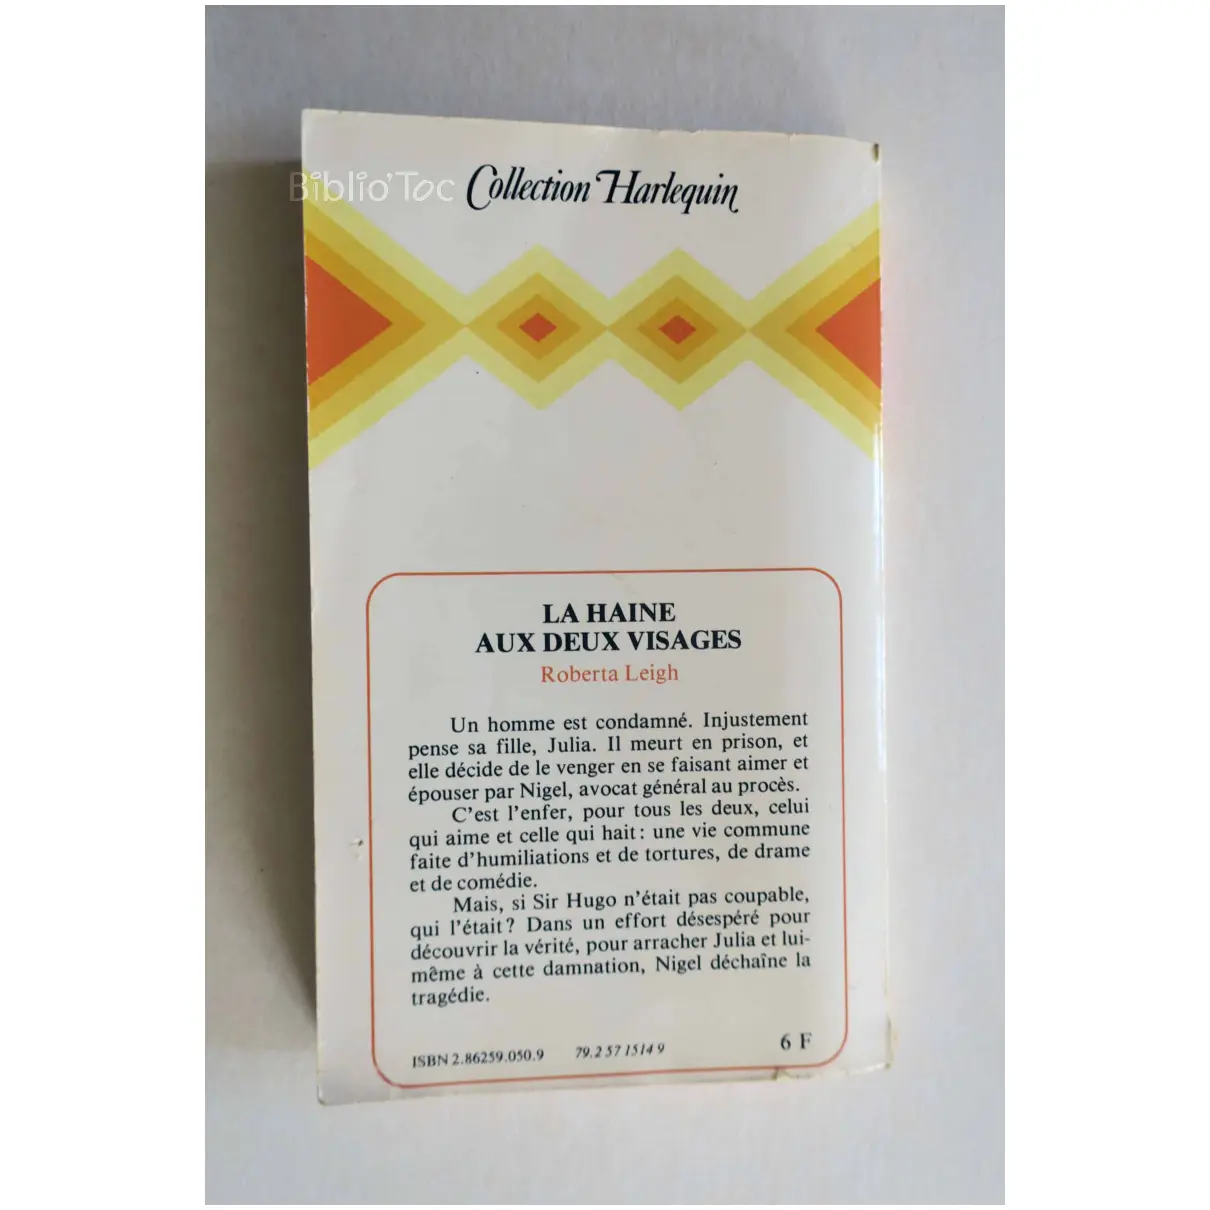 Biblio'Toc
Collection Harlequin
LA HAINE
AUX DEUX VISAGES
Roberta Leigh
Un homme est condamné. Injustement
pense sa fille, Julia. Il meurt en prison, et
elle décide de le venger en se faisant aimer et
épouser par Nigel, avocat général au procès.
C'est l'enfer, pour tous les deux, celui
qui aime et celle qui hait : une vie commune
faite d'humiliations et de tortures, de drame
et de comédie.
Mais, si Sir Hugo n'était pas coupable,
qui l'était ? Dans un effort désespéré pour
découvrir la vérité, pour arracher Julia et lui-
même à cette damnation, Nigel déchaîne la
tragédie.
ISBN 2.86259.050.9 79.2 57 1514 9 6 F